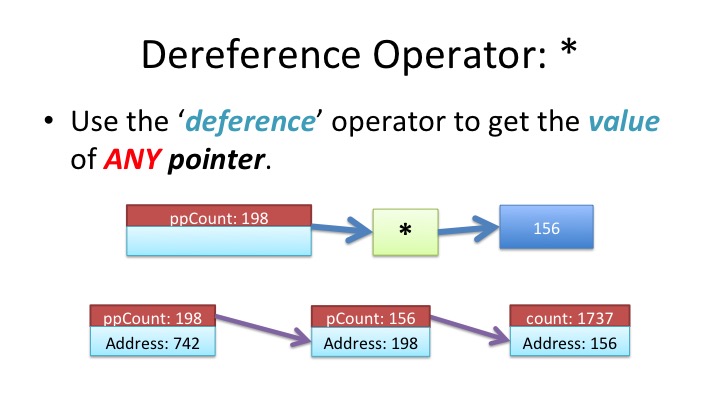 Dereference Operator: *
• Use the ‘deference’ operator to get the value
of ANY pointer.
ppCount: 198
*
156
ppCount: 198
Address: 742
pCount: 156
Address: 198
count: 1737
Address: 156